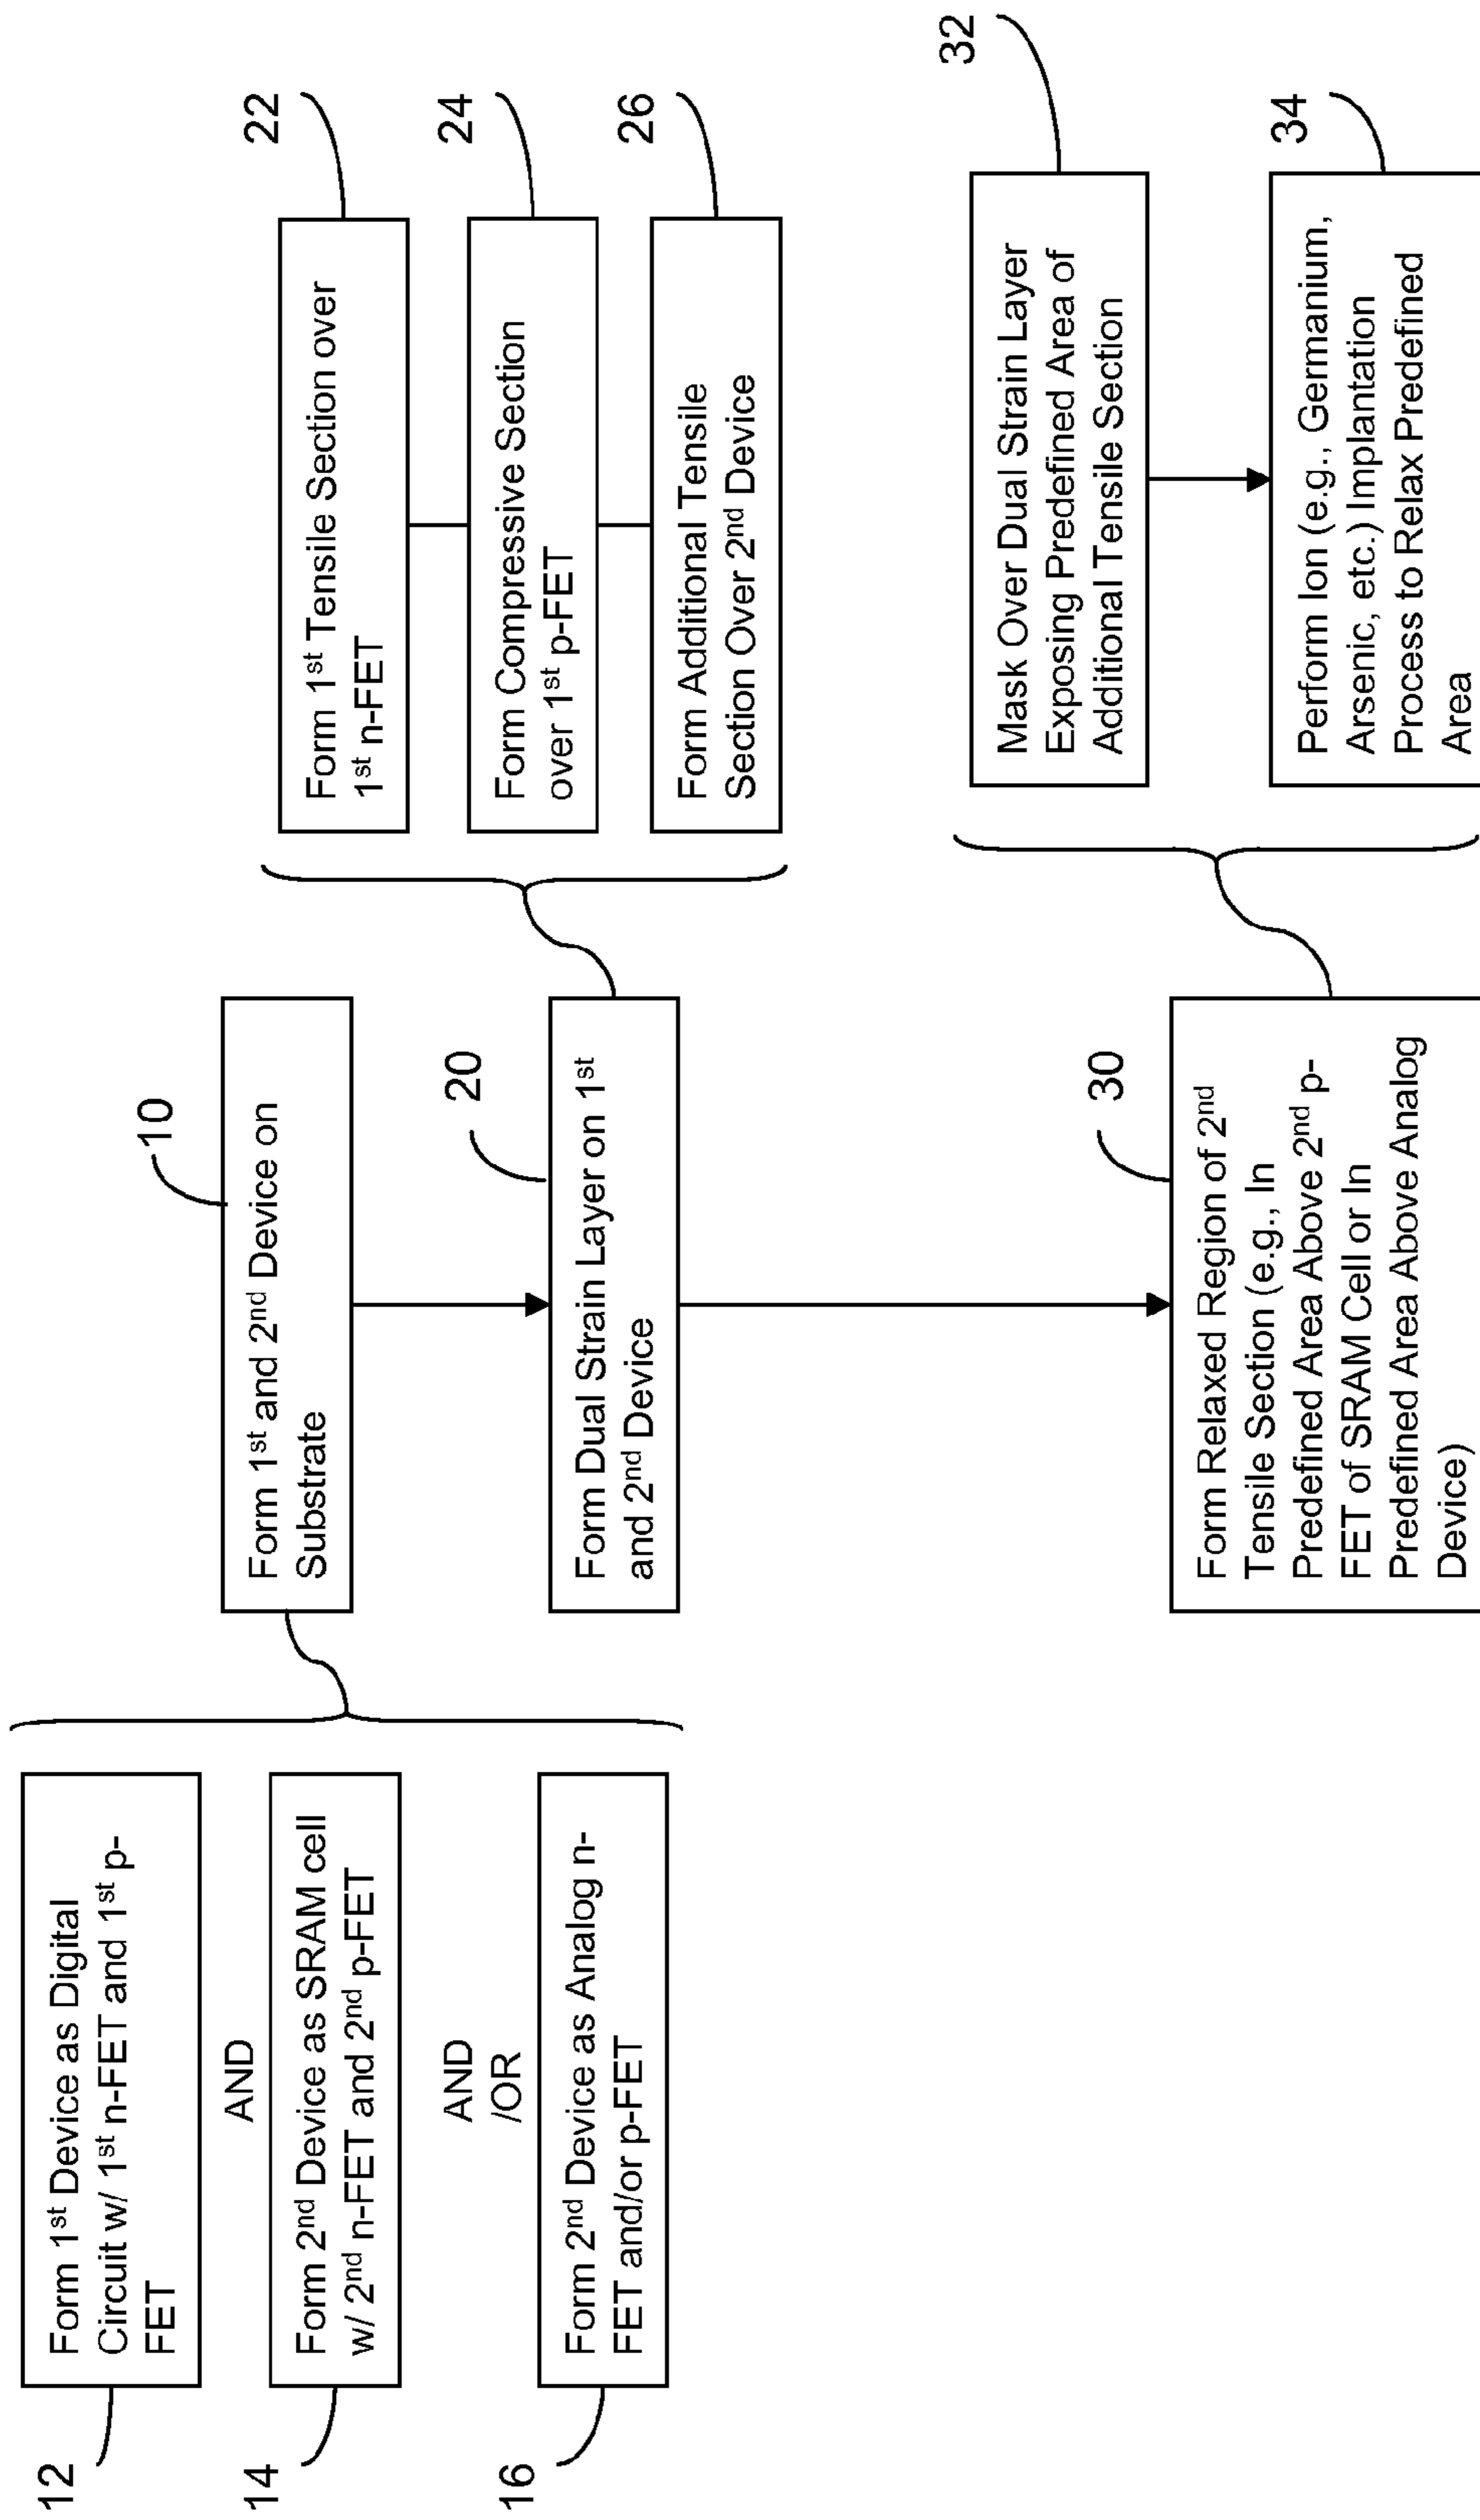 12
Form 1st Device as Digital
Circuit w/ 1st n-FET and 1st p-
FET
AND
14
Form 2nd Device as SRAM cell
w/ 2nd n-FET and 2nd p-FET
AND
/OR
16
Form 2nd Device as Analog n-
FET and/or p-FET
10
Form 1st and 2nd Device on
Substrate
20
Form Dual Strain Layer on 1st
and 2nd Device
22
Form 1st Tensile Section over
1st n-FET
24
Form Compressive Section
over 1st p-FET
26
Form Additional Tensile
Section Over 2nd Device
30
Form Relaxed Region of 2nd
Tensile Section (e.g., In
Predefined Area Above 2nd p-
FET of SRAM Cell or In
Predefined Area Above Analog
Device)
32
Mask Over Dual Strain Layer
Exposing Predefined Area of
Additional Tensile Section
34
Perform Ion (e.g., Germanium,
Arsenic, etc.) Implantation
Process to Relax Predefined
Area